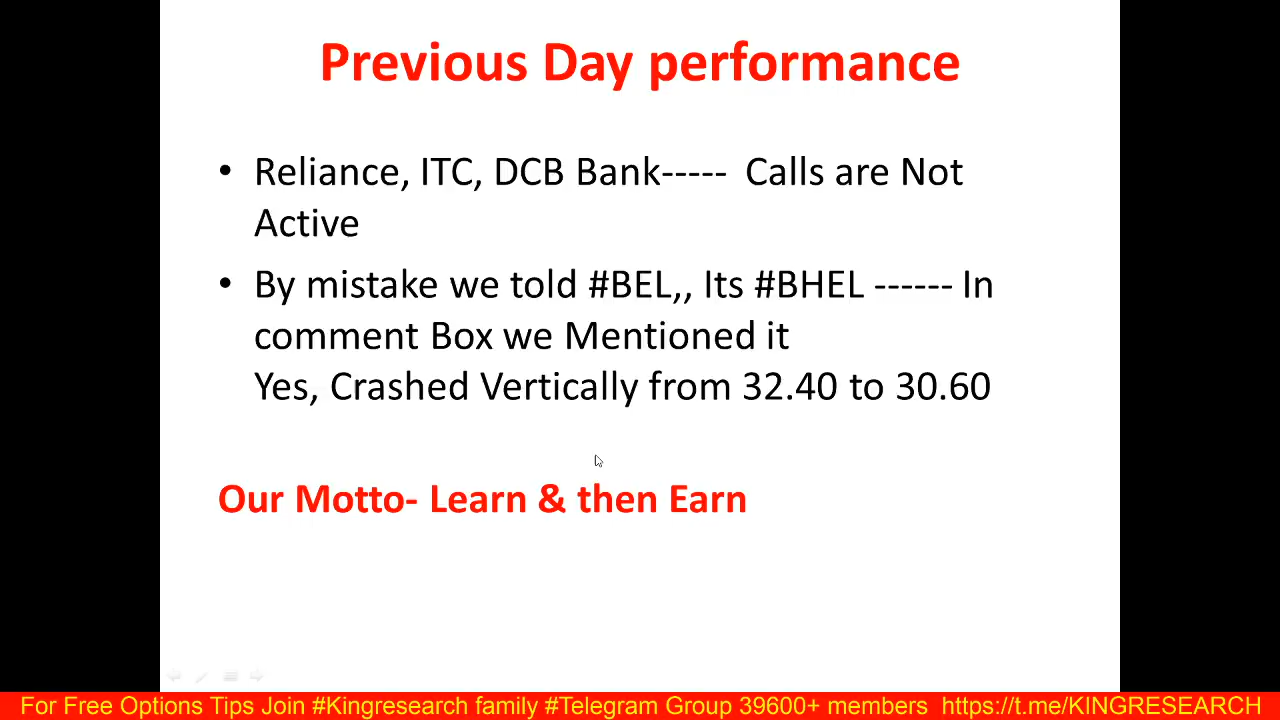 Previous Day performance
• Reliance, ITC, DCB Bank----- Calls are Not
Active
• By mistake we told #BEL,, Its #BHEL ------ In
comment Box we Mentioned it
Yes, Crashed Vertically from 32.40 to 30.60
Our Motto- Learn & then Earn
For Free Options Tips Join #Kingresearch family #Telegram Group 39600+ members https://t.me/KINGRESEARCH